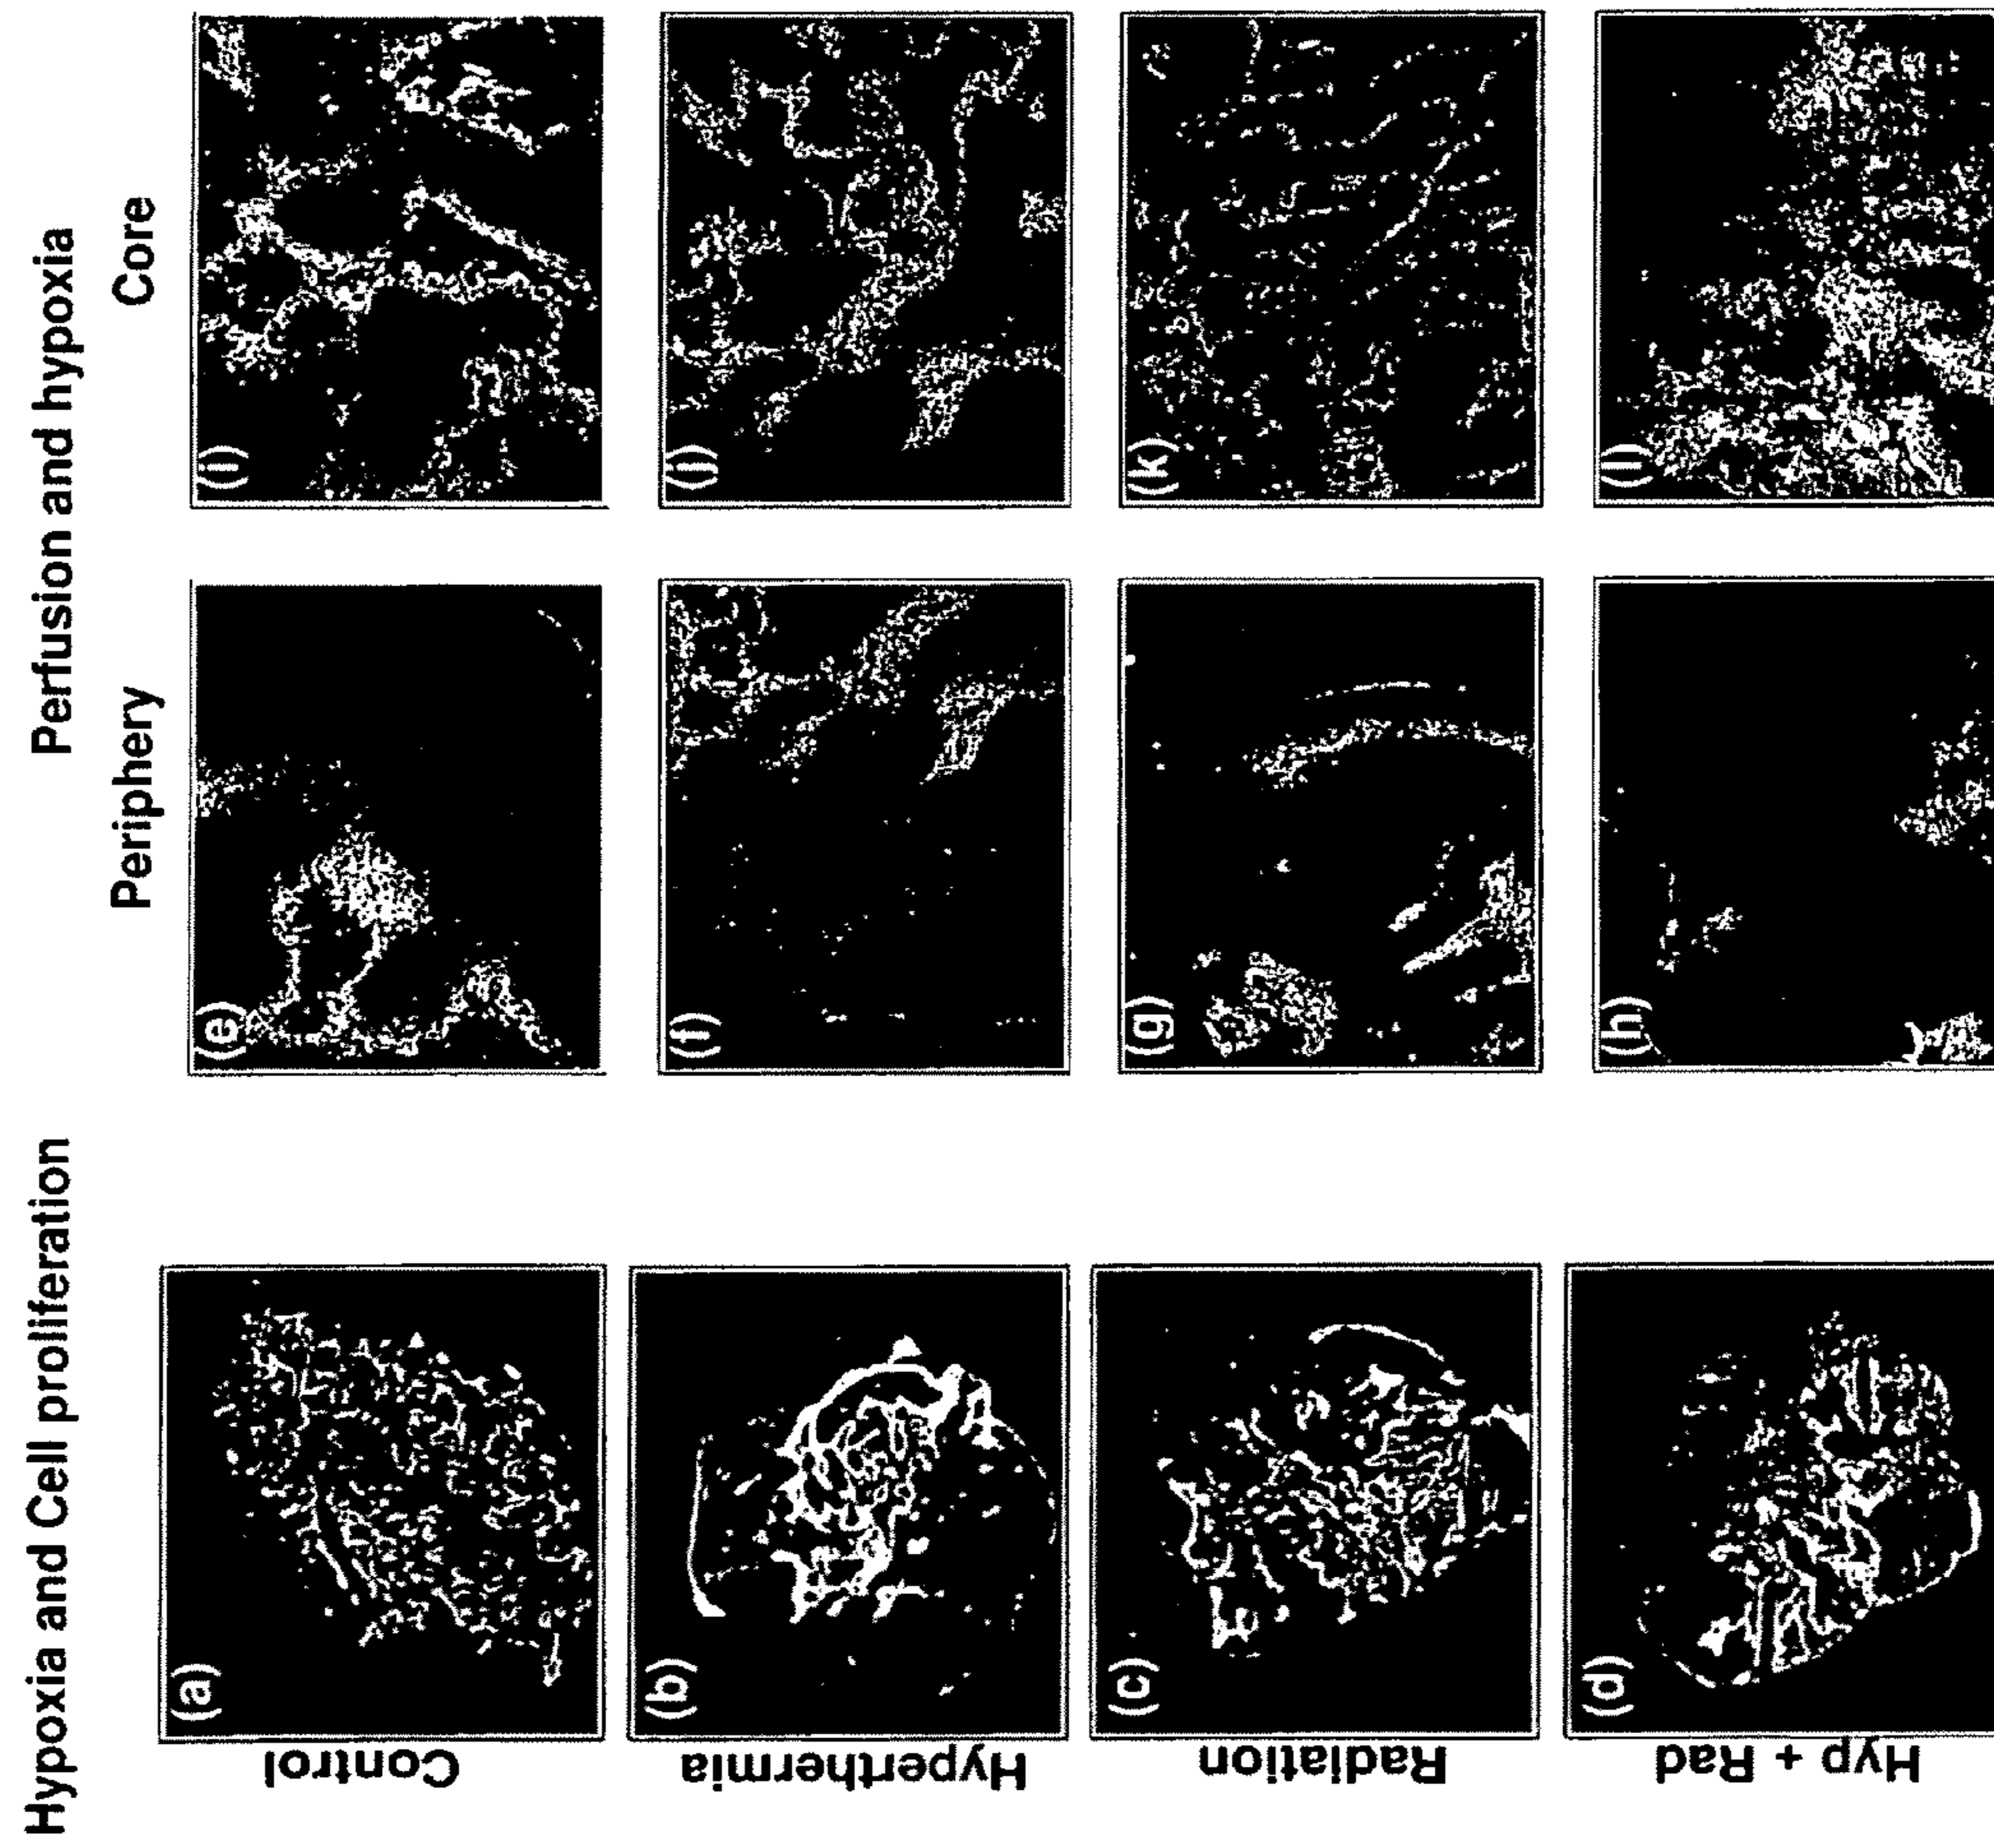 Hypoxia and Cell proliferation
Perfusion and hypoxia
Periphery
Core
Control
(a)
(e)
(i)
Hyperthermia
(b)
(f)
(j)
Radiation
(c)
(g)
(k)
Hyp + Rad
(d)
(h)
(l)